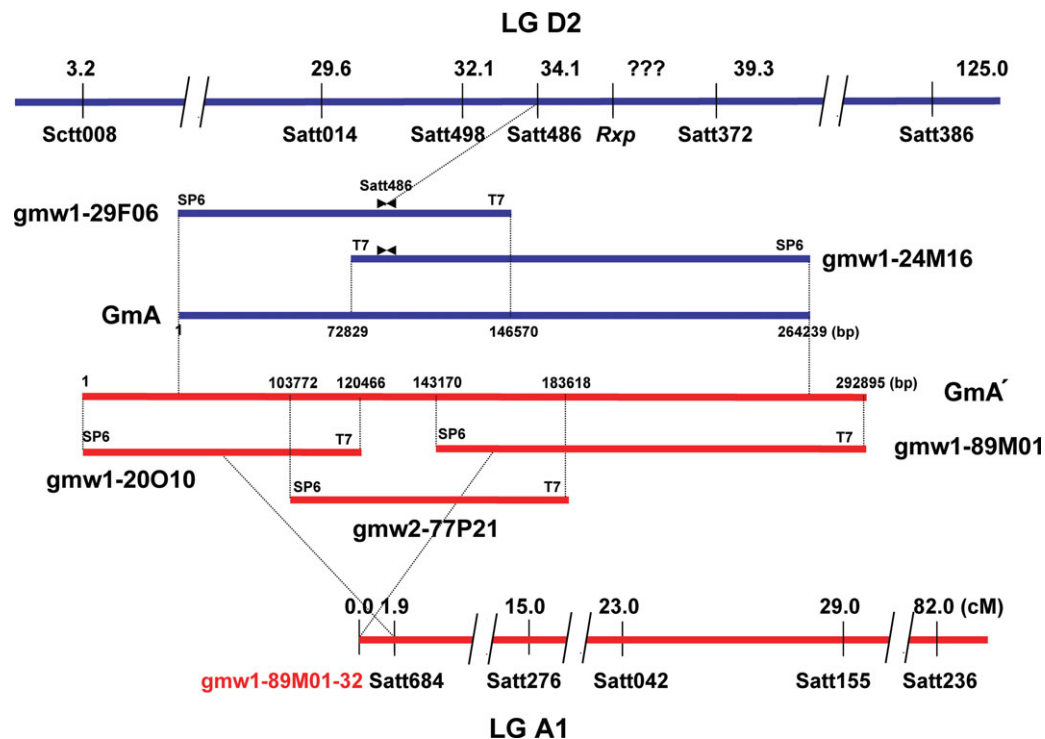 LG D2
3.2 29.6 32.1 34.1 ??? 39.3 125.0
Sctt008 Satt014 Satt498 Satt486 Rxp Satt372 Satt386
Satt486
SP6 T7
gmw1-29F06
T7 SP6
gmw1-24M16
GmA
1 72829 146570 264239 (bp)
1 103772 120466 143170 183618 292895 (bp)
GmA´
SP6 T7 SP6 T7
gmw1-89M01
gmw1-20O10
SP6 T7
gmw2-77P21
0.0 1.9 15.0 23.0 29.0 82.0 (cM)
gmw1-89M01-32 Satt684 Satt276 Satt042 Satt155 Satt236
LG A1